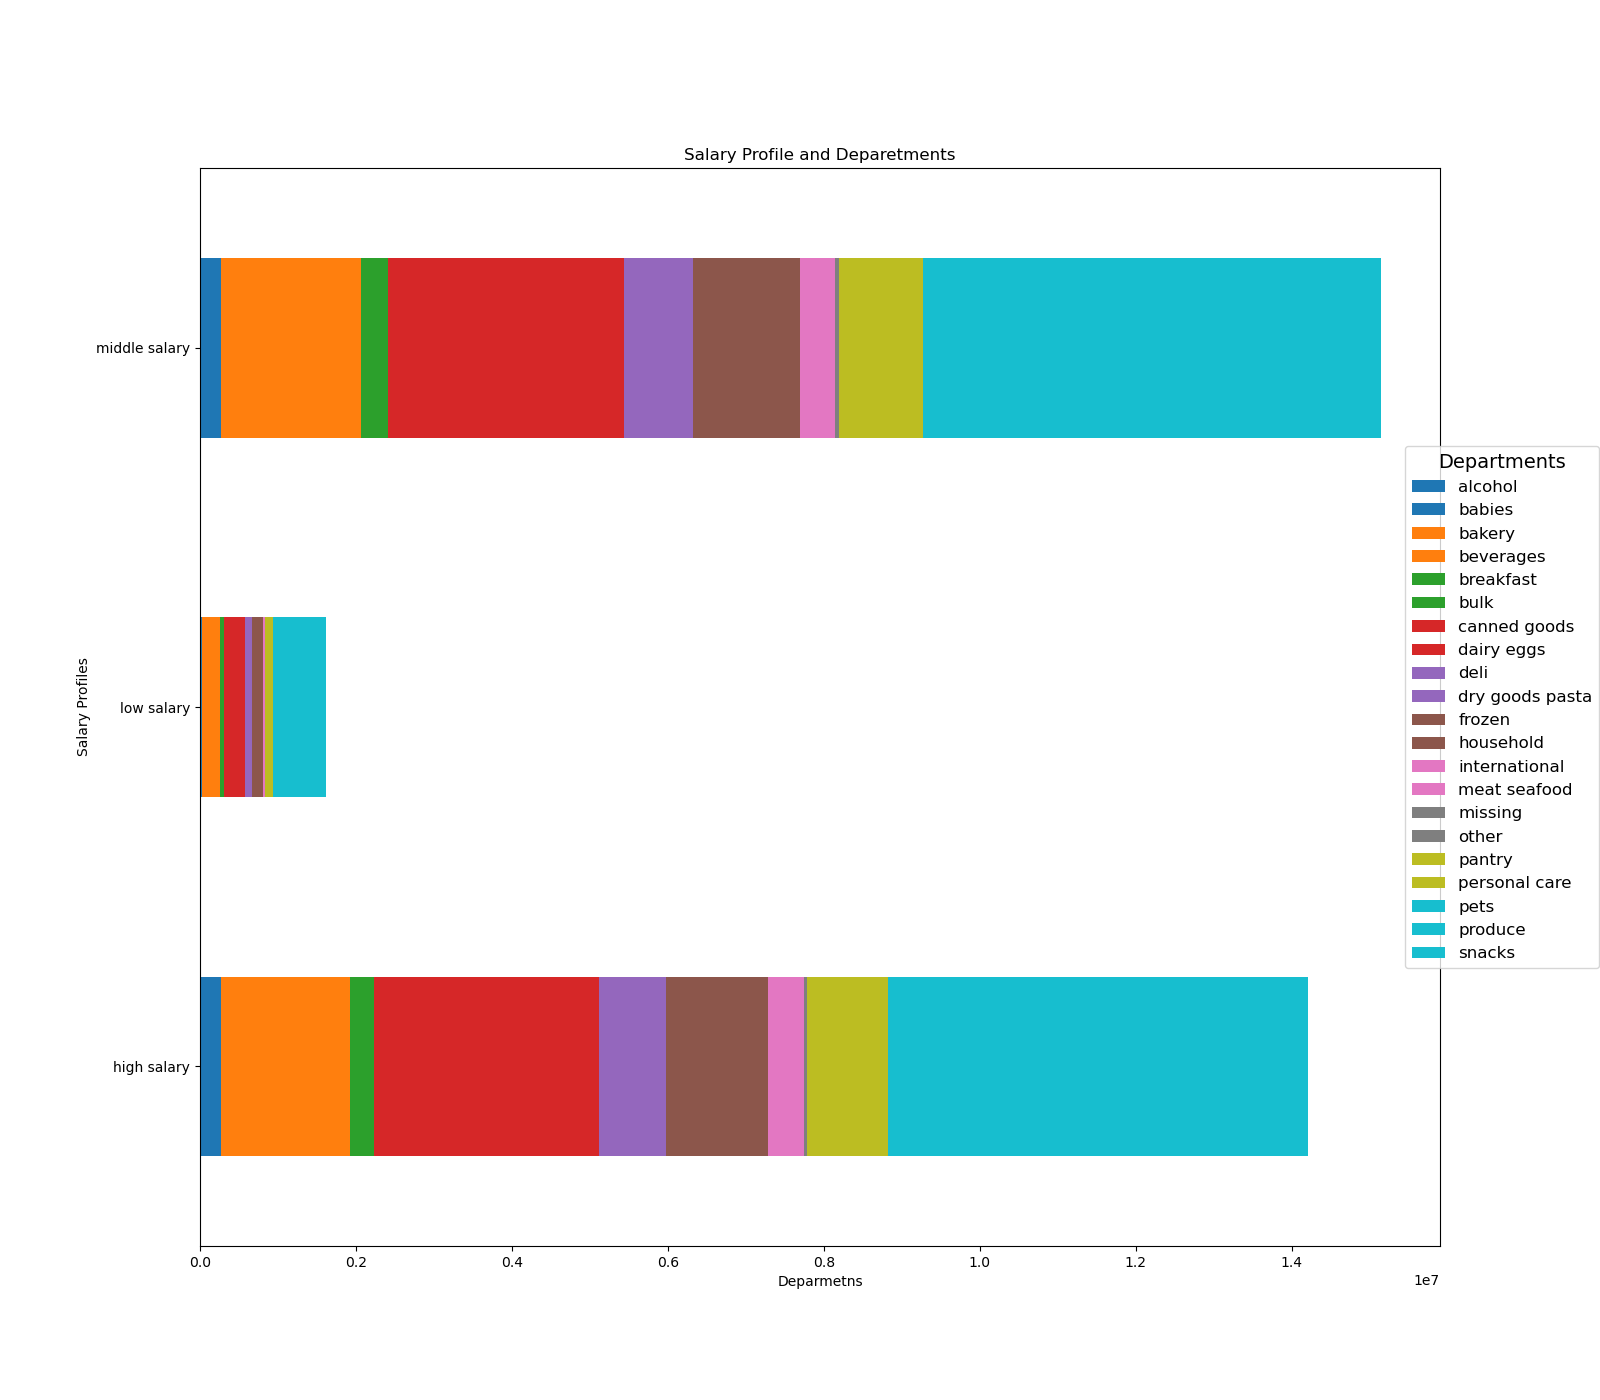 Salary Profile and Deparetments
middle salary
low salary
high salary
Salary Profiles
0.0
0.2
0.4
0.6
0.8
1.0
1.2
1.4
1e7
Deparmetns
Departments
alcohol
babies
bakery
beverages
breakfast
bulk
canned goods
dairy eggs
deli
dry goods pasta
frozen
household
international
meat seafood
missing
other
pantry
personal care
pets
produce
snacks